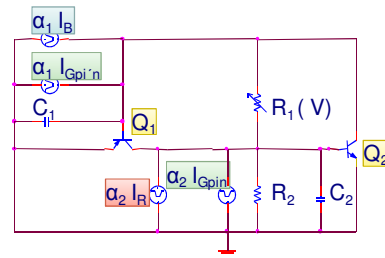 α1 IB
α1 IGpi´n
C1
Q1
R1( V)
Q2
α2 IGpin
α2 IR
R2
C2